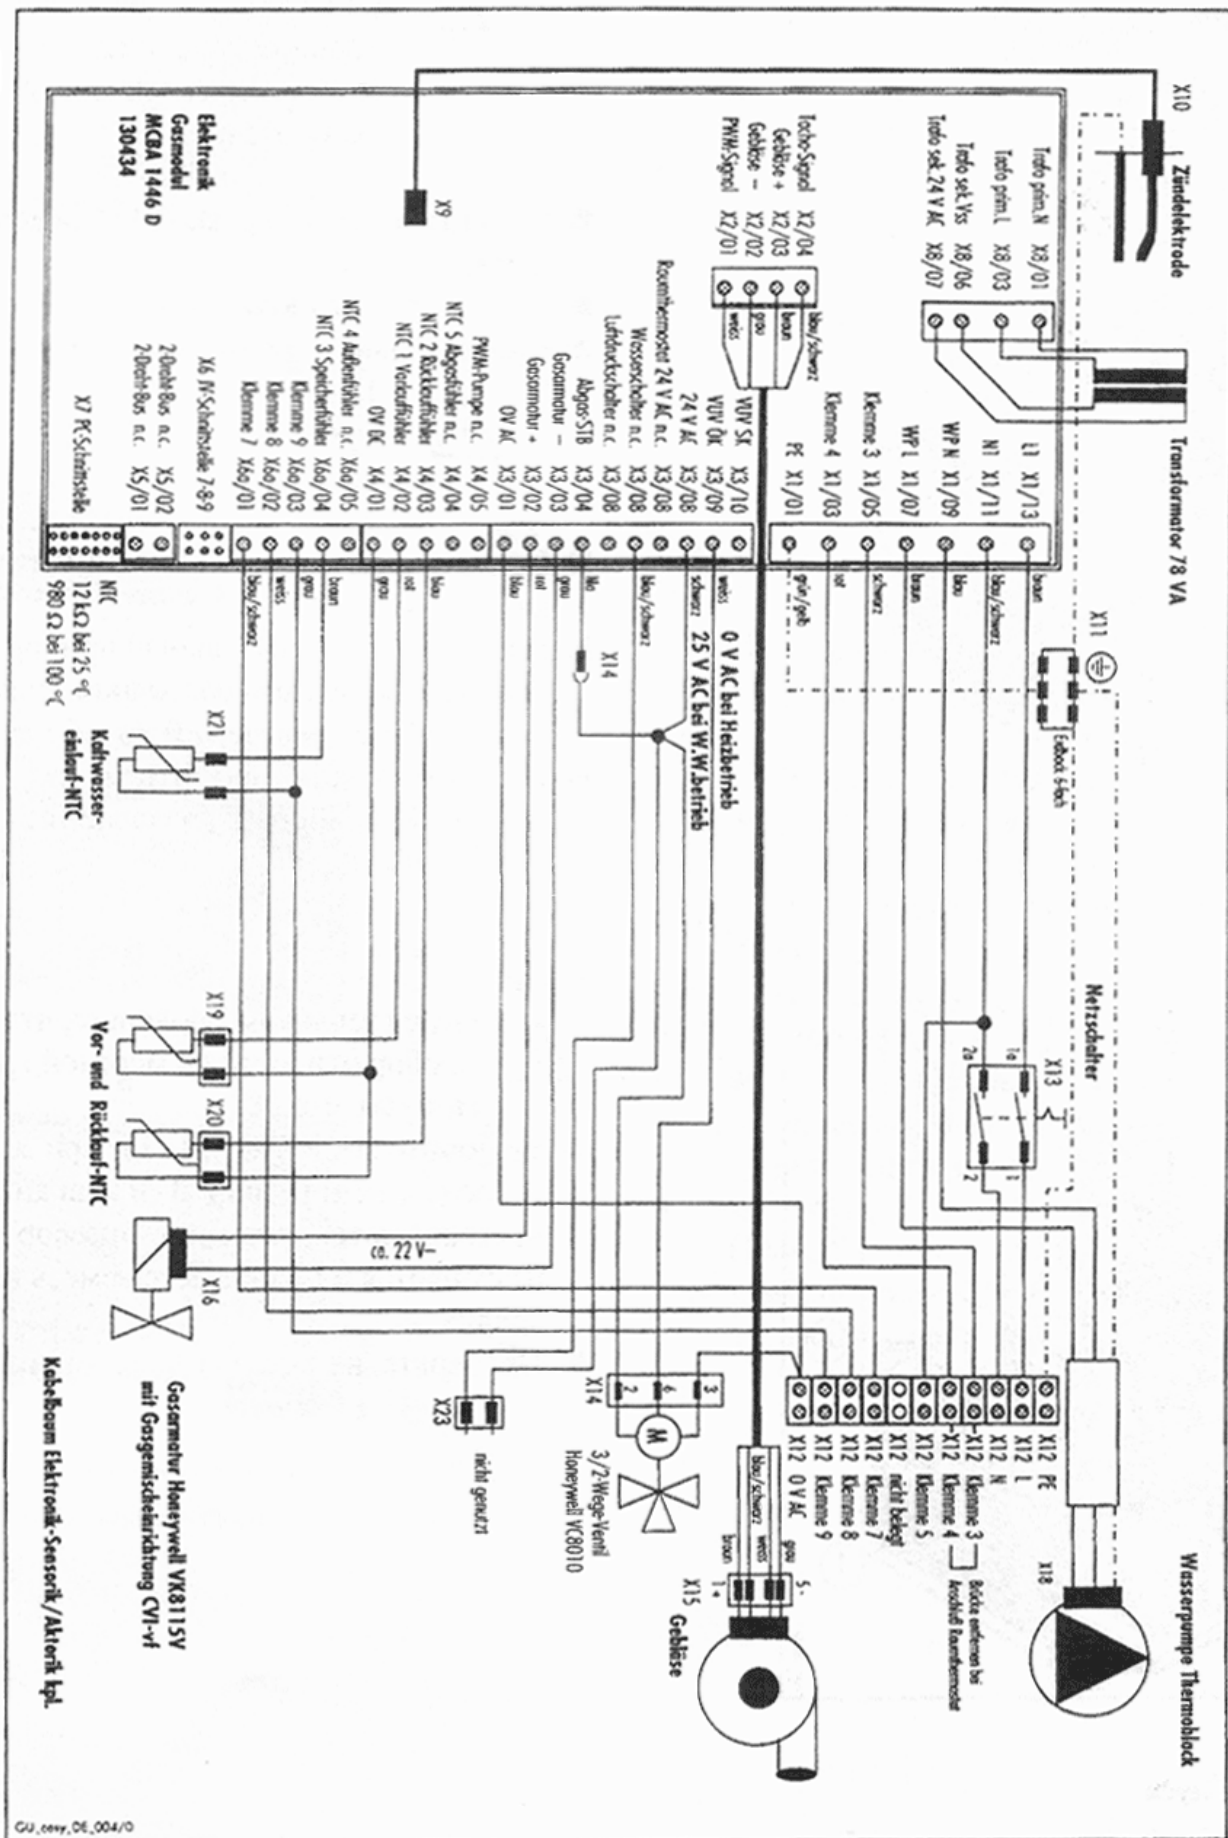 X10
Zündelektrode
Transformator 78 VA
X11
Netzschalter
X13
Wasserpumpe Thermoblock
X18
Trafo prim. N X8/01
Trafo prim. L X8/03
Trafo sek. Vss X8/06
Trafo sek. 24 V AC X8/07
Tacho-Signal X2/04
Gebläse + X2/03
Gebläse – X2/02
PWM-Signal X2/01
blau/schwarz
braun
grau
weiss
X9
Elektronik
Gasmodul
MCBA 1446 D
130434
L1 X1/13
N1 X1/11
WP N X1/09
WP L X1/07
Klemme 3 X1/05
Klemme 4 X1/03
PE X1/01
VUV SK X3/10
VUV ÖK X3/09
24 V AC X3/08
Raumthermostat 24 V AC n.c. X3/08
Wasserschalter n.c. X3/08
Luftdruckschalter n.c. X3/08
Abgas-STB X3/04
Gasarmatur – X3/03
Gasarmatur + X3/02
0V AC X3/01
PWM-Pumpe n.c. X4/05
NTC 5 Abgasfühler n.c. X4/04
NTC 2 Rücklauffühler X4/03
NTC 1 Vorlauffühler X4/02
0V DC X4/01
NTC 4 Außenfühler n.c. X6a/05
NTC 3 Speicherfühler X6a/04
Klemme 9 X6a/03
Klemme 8 X6a/02
Klemme 7 X6a/01
X6 IV-Schnittstelle 7-8-9
2-Draht-Bus n.c. X5/02
2-Draht-Bus n.c. X5/01
X7 PC-Schnittstelle
braun
blau/schwarz
blau
braun
schwarz
rot
grün/gelb
weiss
schwarz
blau/schwarz
lila
grau
rot
blau
blau
rot
grau
braun
grau
weiss
blau/schwarz
Erdblock 6-fach
0 V AC bei Heizbetrieb
25 V AC bei W.W.betrieb
X14
NTC
12 kΩ bei 25 °C
980 Ω bei 100 °C
X21
Kaltwasser-
einlauf-NTC
1a
2a
1
2
X19
X20
Vor- und Rücklauf-NTC
ca. 22 V–
X16
Gasarmatur Honeywell VK8115V
mit Gasgemischeinrichtung CVI-vf
X23
nicht genutzt
X14
2
6
3
M
3/2-Wege-Ventil
Honeywell VC8010
X12 PE
X12 L
X12 N
X12 Klemme 3
X12 Klemme 4
X12 Klemme 5
X12 nicht belegt
X12 Klemme 7
X12 Klemme 8
X12 Klemme 9
X12 0 V AC
Brücke entfernen bei
Anschluß Raumthermostat
grau
weiss
blau/schwarz
braun
5-
1+
X15
Gebläse
Kabelbaum Elektronik-Sensorik/Aktorik kpl.